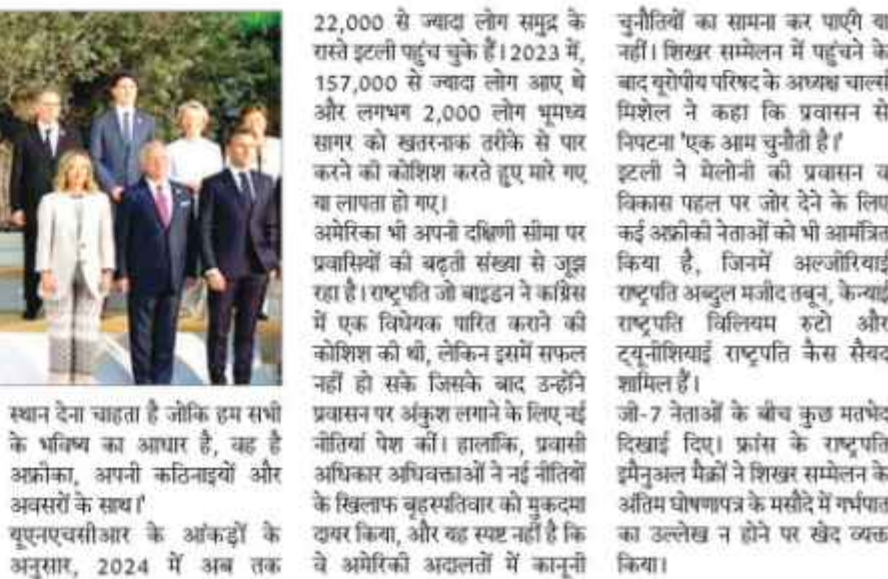 स्थान देना चाहता है जोकि हम सभी
के भविष्य का आधार है, वह है
अफ्रीका, अपनी कठिनाइयों और
अवसरों के साथ।'
यूएनएचसीआर के आंकड़ों के
अनुसार, 2024 में अब तक
22,000 से ज्यादा लोग समुद्र के
रास्ते इटली पहुंच चुके हैं। 2023 में,
157,000 से ज्यादा लोग आए थे
और लगभग 2,000 लोग भूमध्य
सागर को खतरनाक तरीके से पार
करने की कोशिश करते हुए मारे गए
या लापता हो गए।
अमेरिका भी अपनी दक्षिणी सीमा पर
प्रवासियों की बढ़ती संख्या से जूझ
रहा है। राष्ट्रपति जो बाइडन ने कांग्रेस
में एक विधेयक पारित कराने की
कोशिश की थी, लेकिन इसमें सफल
नहीं हो सके जिसके बाद उन्होंने
प्रवासन पर अंकुश लगाने के लिए नई
नीतियां पेश कीं। हालांकि, प्रवासी
अधिकार अधिवक्ताओं ने नई नीतियों
के खिलाफ बृहस्पतिवार को मुकदमा
दायर किया, और यह स्पष्ट नहीं है कि
वे अमेरिकी अदालतों में कानूनी
चुनौतियों का सामना कर पाएंगे या
नहीं। शिखर सम्मेलन में पहुंचने के
बाद यूरोपीय परिषद के अध्यक्ष चार्ल्स
मिशेल ने कहा कि प्रवासन से
निपटना 'एक आम चुनौती है।'
इटली ने मेलोनी की प्रवासन व
विकास पहल पर जोर देने के लिए
कई अफ्रीकी नेताओं को भी आमंत्रित
किया है, जिनमें अल्जीरियाई
राष्ट्रपति अब्दुल मजीद तबून, केन्याई
राष्ट्रपति विलियम रुटो और
ट्यूनीशियाई राष्ट्रपति कैस सैयद
शामिल हैं।
जी-7 नेताओं के बीच कुछ मतभेद
दिखाई दिए। फ्रांस के राष्ट्रपति
इमैनुअल मैक्रों ने शिखर सम्मेलन के
अंतिम घोषणापत्र के मसौदे में गर्भपात
का उल्लेख न होने पर खेद व्यक्त
किया।